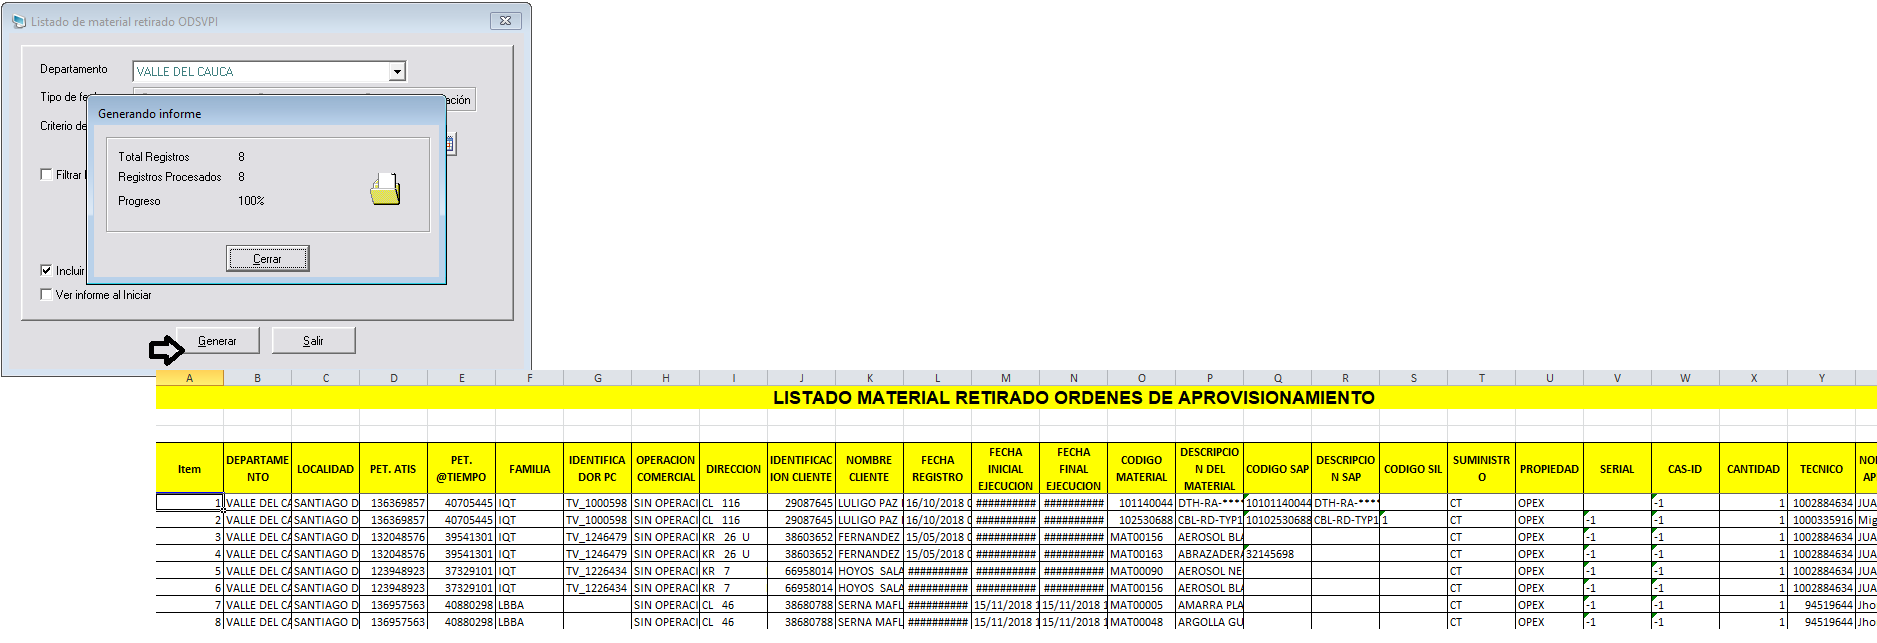 Listado de material retirado ODSVPI
Departamento VALLE DEL CAUCA
Tipo de fe
ación
Criterio de
Generando informe
Total Registros 8
Registros Procesados 8
Progreso 100%
Cerrar
Filtrar
Incluir
Ver informe al Iniciar
Generar Salir
A B C D E F G H I J K L M N O P Q R S T U V W X Y
LISTADO MATERIAL RETIRADO ORDENES DE APROVISIONAMIENTO
Item DEPARTAMENTO LOCALIDAD PET. ATIS PET. @TIEMPO FAMILIA IDENTIFICADOR PC OPERACION COMERCIAL DIRECCION IDENTIFICACION CLIENTE NOMBRE CLIENTE FECHA REGISTRO FECHA INICIAL EJECUCION FECHA FINAL EJECUCION CODIGO MATERIAL DESCRIPCION DEL MATERIAL CODIGO SAP DESCRIPCION SAP CODIGO SIL SUMINISTRO PROPIEDAD SERIAL CAS-ID CANTIDAD TECNICO NO AP
1 VALLE DEL CA SANTIAGO D 136369857 40705445 IQT TV_1000598 SIN OPERACI CL 116 29087645 LULIGO PAZ 16/10/2018 0 ########## ########## 101140044 DTH-RA-**** 10101140044 DTH-RA-**** CT OPEX -1 1 1002884634 JUA
2 VALLE DEL CA SANTIAGO D 136369857 40705445 IQT TV_1000598 SIN OPERACI CL 116 29087645 LULIGO PAZ 16/10/2018 0 ########## ########## 102530688 CBL-RD-TYP1 10102530688 CBL-RD-TYP1 1 CT OPEX -1 -1 1 1000335916 Mig
3 VALLE DEL CA SANTIAGO D 132048576 39541301 IQT TV_1246479 SIN OPERACI KR 26 U 38603652 FERNANDEZ 15/05/2018 0 ########## ########## MAT00156 AEROSOL BLA CT OPEX -1 -1 1 1002884634 JUA
4 VALLE DEL CA SANTIAGO D 132048576 39541301 IQT TV_1246479 SIN OPERACI KR 26 U 38603652 FERNANDEZ 15/05/2018 0 ########## ########## MAT00163 ABRAZADERA 32145698 CT OPEX -1 -1 1 1002884634 JUA
5 VALLE DEL CA SANTIAGO D 123948923 37329101 IQT TV_1226434 SIN OPERACI KR 7 66958014 HOYOS SALA ########## ########## ########## MAT00090 AEROSOL NE CT OPEX -1 -1 1 1002884634 JUA
6 VALLE DEL CA SANTIAGO D 123948923 37329101 IQT TV_1226434 SIN OPERACI KR 7 66958014 HOYOS SALA ########## ########## ########## MAT00156 AEROSOL BLA CT OPEX -1 -1 1 1002884634 JUA
7 VALLE DEL CA SANTIAGO D 136957563 40880298 LBBA SIN OPERACI CL 46 38680788 SERNA MAFL ########## 15/11/2018 1 15/11/2018 1 MAT00005 AMARRA PLA CT OPEX -1 -1 1 94519644 Jho
8 VALLE DEL CA SANTIAGO D 136957563 40880298 LBBA SIN OPERACI CL 46 38680788 SERNA MAFL ########## 15/11/2018 1 15/11/2018 1 MAT00048 ARGOLLA GU CT OPEX -1 -1 1 94519644 Jho